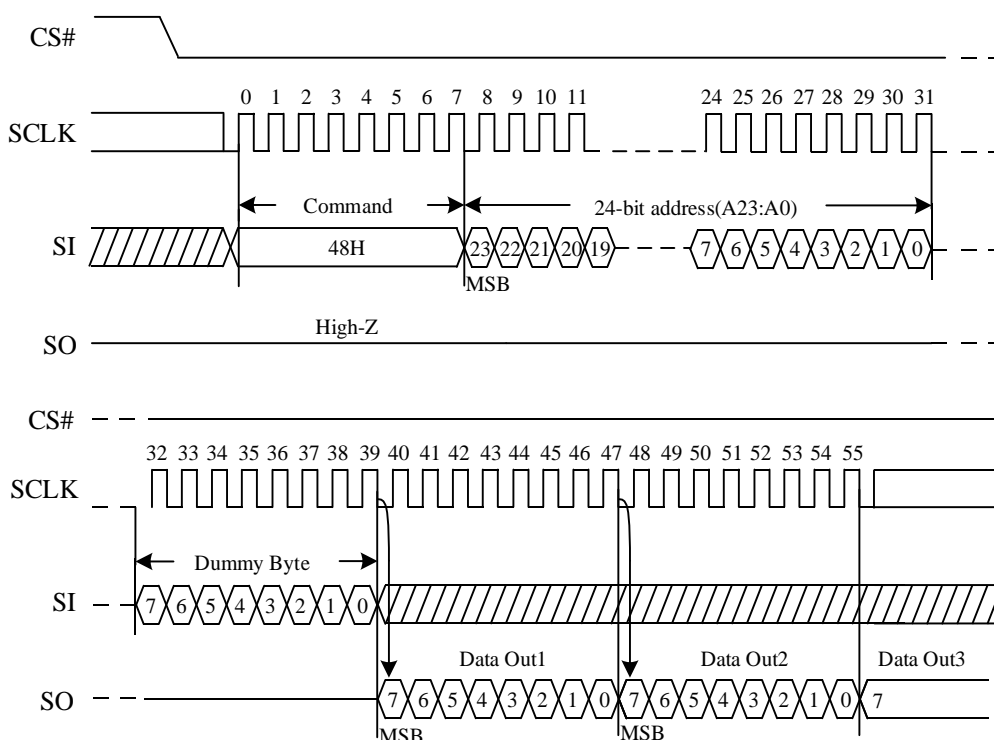 CS#
0 1 2 3 4 5 6 7 8 9 10 11 24 25 26 27 28 29 30 31
SCLK
Command 24-bit address(A23:A0)
SI 48H 23 22 21 20 19 7 6 5 4 3 2 1 0
MSB
High-Z
SO
CS#
32 33 34 35 36 37 38 39 40 41 42 43 44 45 46 47 48 49 50 51 52 53 54 55
SCLK
Dummy Byte
SI 7 6 5 4 3 2 1 0
Data Out1 Data Out2 Data Out3
SO 7 6 5 4 3 2 1 0 7 6 5 4 3 2 1 0 7
MSB MSB